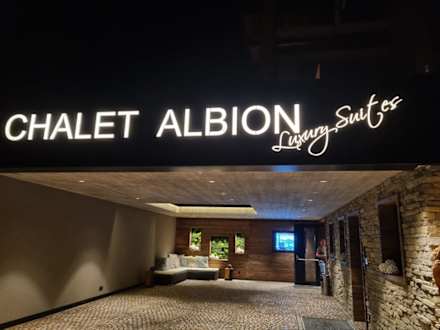 CHALET ALBION
Luxury Suites